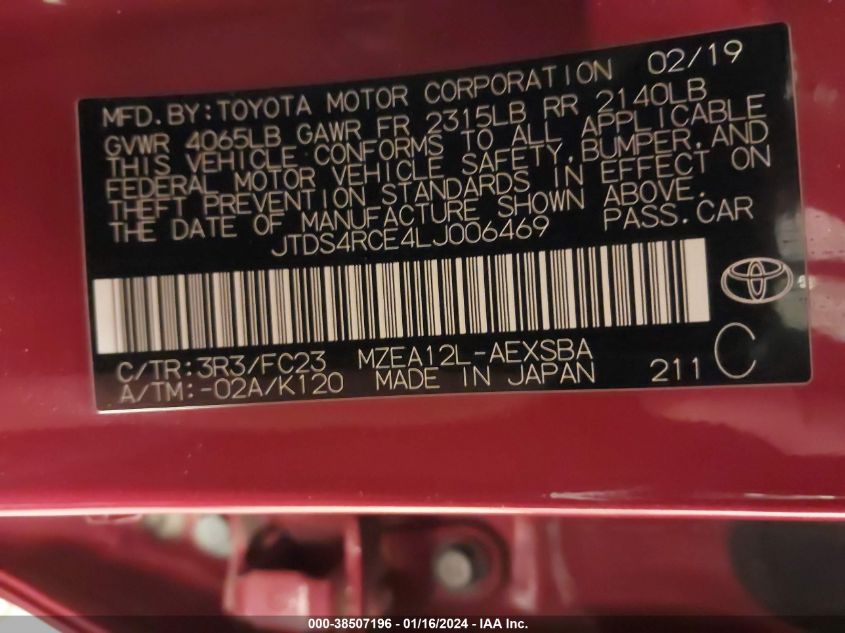 MFD.BY:TOYOTA MOTOR CORPORATION 02/19
GVWR 4065LB GAWR FR 2315LB RR 2140LB
THIS VEHICLE CONFORMS TO ALL APPLICABLE
FEDERAL MOTOR VEHICLE SAFETY,BUMPER,AND
THEFT PREVENTION STANDARDS IN EFFECT ON
THE DATE OF MANUFACTURE SHOWN ABOVE.
JTDS4RCE4LJ006469 PASS.CAR
C/TR:3R3/FC23 MZEA12L-AEXSBA
A/TM:-02A/K120 MADE IN JAPAN 211 C
000-38507196 - 01/16/2024 - IAA Inc.